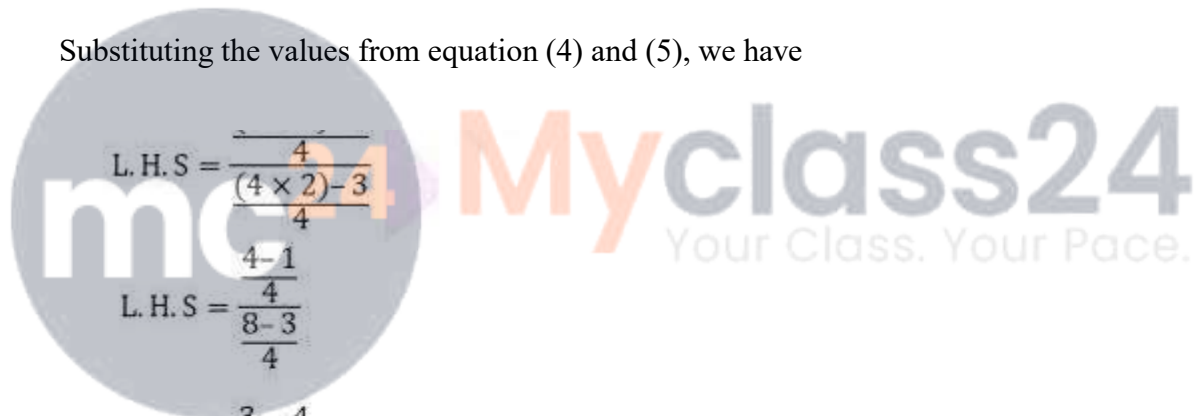 Substituting the values from equation (4) and (5), we have
4
L. H. S =
(4 × 2)– 3
4
4– 1
4
L. H. S =
8– 3
4
mc24
Myclass24
Your Class. Your Pace.